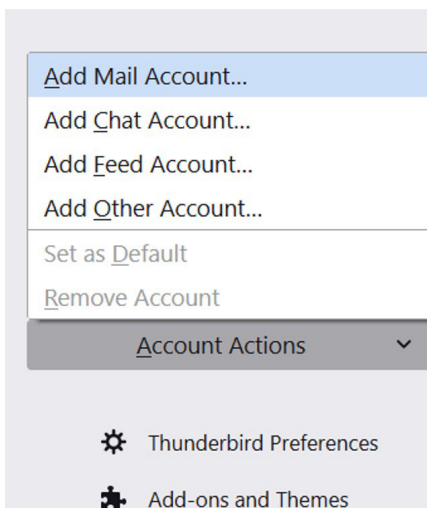 Add Mail Account...
Add Chat Account...
Add Feed Account...
Add Other Account...
Set as Default
Remove Account
Account Actions
Thunderbird Preferences
Add-ons and Themes